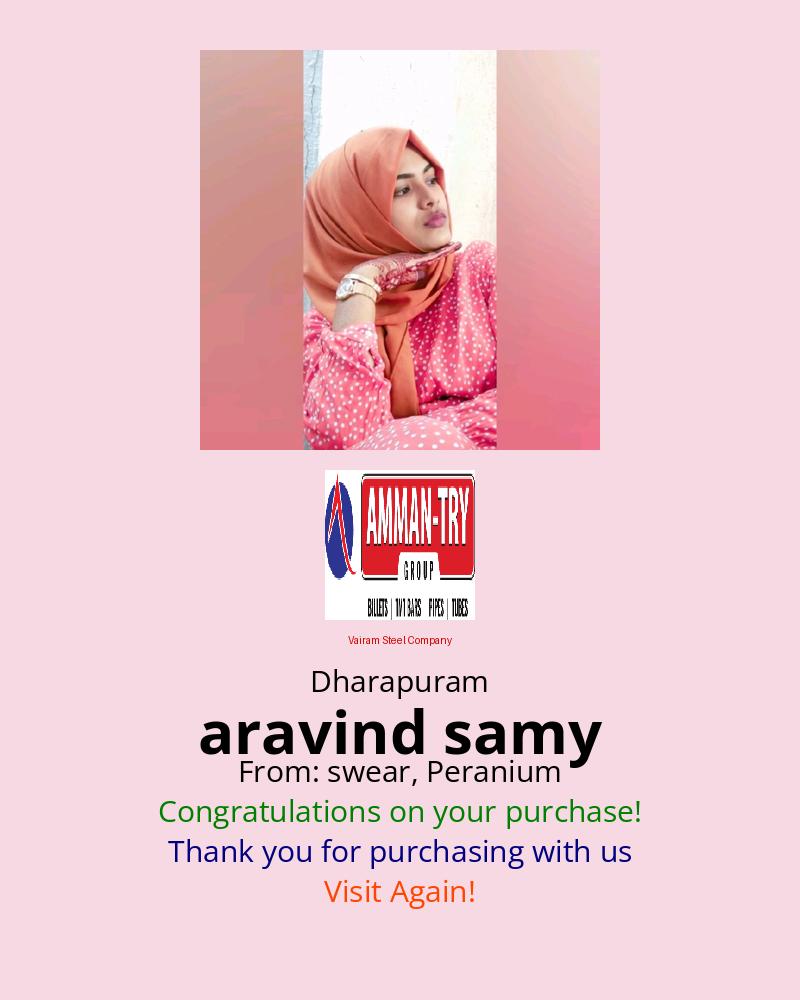 AMMAN-TRY
GROUP
BILLETS | TMT BARS PIPES | TUBES
Vairam Steel Company
Dharapuram
aravind samy
From: swear, Peranium
Congratulations on your purchase!
Thank you for purchasing with us
Visit Again!